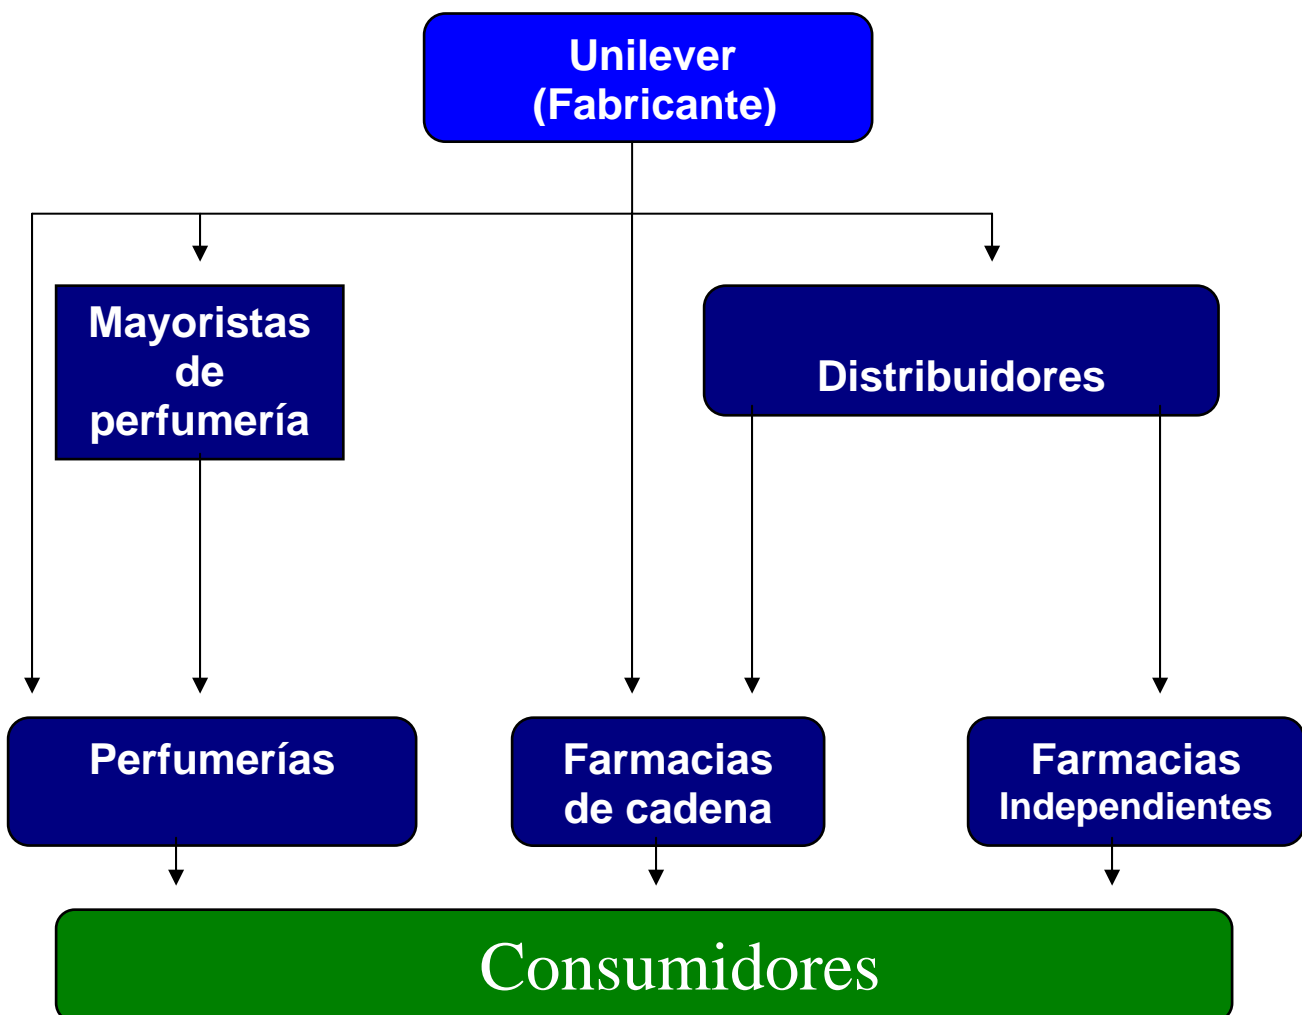 Unilever
(Fabricante)
Mayoristas
de
perfumería
Distribuidores
Perfumerías
Farmacias
de cadena
Farmacias
Independientes
Consumidores